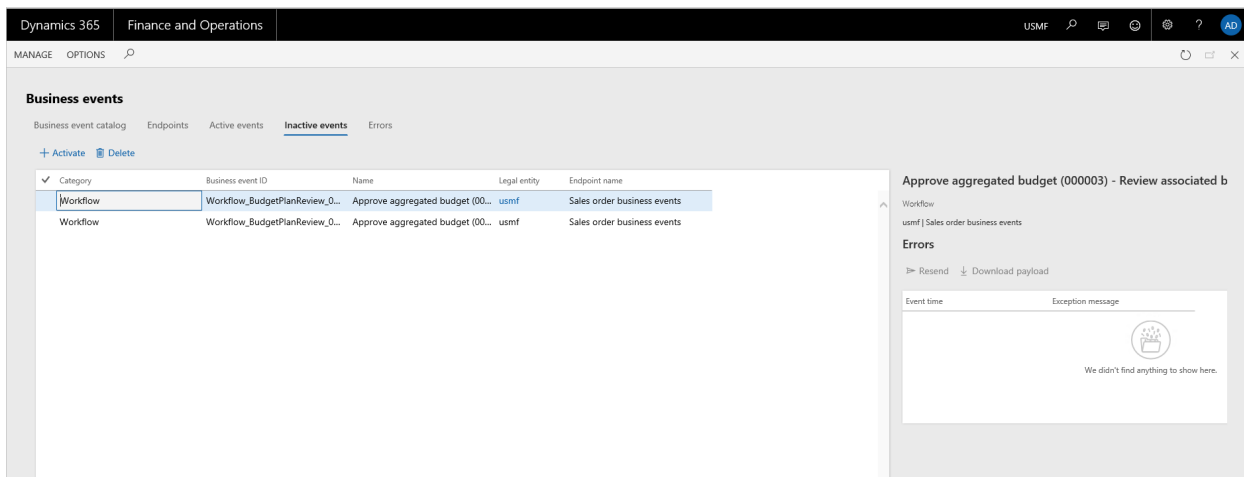 Dynamics 365 Finance and Operations USMF ? AD
MANAGE OPTIONS
Business events
Business event catalog Endpoints Active events Inactive events Errors
+ Activate Delete
Category Business event ID Name Legal entity Endpoint name
Workflow Workflow_BudgetPlanReview_0... Approve aggregated budget (00... usmf Sales order business events
Workflow Workflow_BudgetPlanReview_0... Approve aggregated budget (00... usmf Sales order business events
Approve aggregated budget (000003) - Review associated b
Workflow
usmf | Sales order business events
Errors
Resend Download payload
Event time Exception message
We didn't find anything to show here.